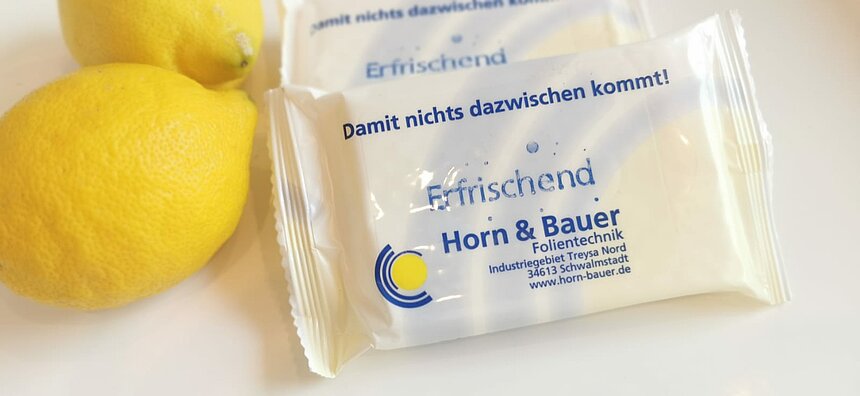 Damit nichts dazwischen komm
Erfrischend
Damit nichts dazwischen kommt!
Erfrischend
Horn & Bauer
Folientechnik
Industriegebiet Treysa Nord
34613 Schwalmstadt
www.horn-bauer.de